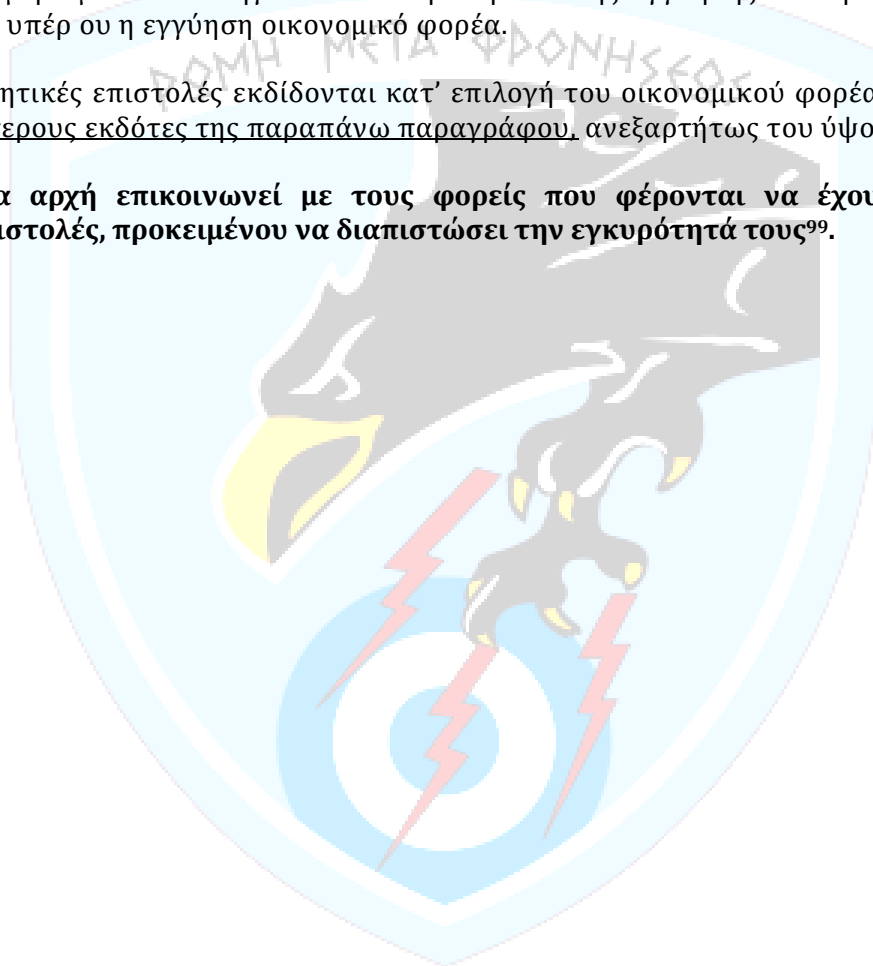 υπέρ ου η εγγύηση οικονομικό φορέα.
ΡΩΜΗ ΜΕΤΑ ΦΡΟΝΗΣΕΩΣ
ητικές επιστολές εκδίδονται κατ’ επιλογή του οικονομικού φορέα
τερους εκδότες της παραπάνω παραγράφου, ανεξαρτήτως του ύψο
α αρχή επικοινωνεί με τους φορείς που φέρονται να έχου
ιστολές, προκειμένου να διαπιστώσει την εγκυρότητά τους⁹⁹.